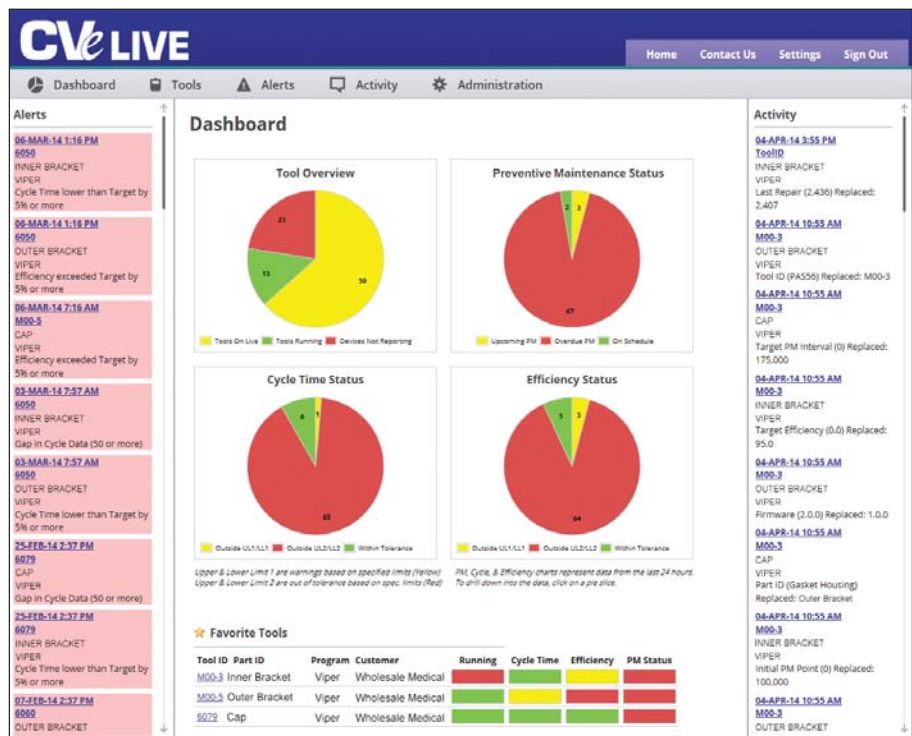 CVe LIVE
Home Contact Us Settings Sign Out
Dashboard Tools Alerts Activity Administration
Alerts
06-MAR-14 1:16 PM
6050
INNER BRACKET
VIPER
Cycle Time lower than Target by
5% or more
06-MAR-14 1:16 PM
6050
OUTER BRACKET
VIPER
Efficiency exceeded Target by
5% or more
06-MAR-14 7:16 AM
M00-5
CAP
VIPER
Efficiency exceeded Target by
5% or more
03-MAR-14 7:57 AM
6050
INNER BRACKET
VIPER
Gap in Cycle Data (50 or more)
03-MAR-14 7:57 AM
6050
OUTER BRACKET
VIPER
Cycle Time lower than Target by
5% or more
25-FEB-14 2:37 PM
6079
CAP
VIPER
Gap in Cycle Data (50 or more)
25-FEB-14 2:37 PM
6079
INNER BRACKET
VIPER
Cycle Time lower than Target by
5% or more
07-FEB-14 2:37 PM
6060
OUTER BRACKET
Dashboard
Tool Overview
21
13
59
Tools On Live Tools Running Devices Not Reporting
Preventive Maintenance Status
2 3
67
Upcoming PM Overdue PM On Schedule
Cycle Time Status
6 1
65
Outside UL1/LL1 Outside UL2/LL2 Within Tolerance
Efficiency Status
5 3
64
Outside UL1/LL1 Outside UL2/LL2 Within Tolerance
Upper & Lower Limit 1 are warnings based on specified limits (Yellow)
Upper & Lower Limit 2 are out of tolerance based on spec. limits (Red)
PM, Cycle, & Efficiency charts represent data from the last 24 hours.
To drill down into the data, click on a pie slice.
Favorite Tools
Tool ID Part ID Program Customer Running Cycle Time Efficiency PM Status
M00-3 Inner Bracket Viper Wholesale Medical
M00-5 Outer Bracket Viper Wholesale Medical
6079 Cap Viper Wholesale Medical
Activity
04-APR-14 3:55 PM
ToolID
INNER BRACKET
VIPER
Last Repair (2,436) Replaced:
2,407
04-APR-14 10:55 AM
M00-3
OUTER BRACKET
VIPER
Tool ID (PA556) Replaced: M00-3
04-APR-14 10:55 AM
M00-3
CAP
VIPER
Target PM Interval (0) Replaced:
175,000
04-APR-14 10:55 AM
M00-3
INNER BRACKET
VIPER
Target Efficiency (0.0) Replaced:
95.0
04-APR-14 10:55 AM
M00-3
OUTER BRACKET
VIPER
Firmware (2.0.0) Replaced: 1.0.0
04-APR-14 10:55 AM
M00-3
CAP
VIPER
Part ID (Gasket Housing)
Replaced: Outer Bracket
04-APR-14 10:55 AM
M00-3
INNER BRACKET
VIPER
Initial PM Point (0) Replaced:
100,000
04-APR-14 10:55 AM
M00-3
OUTER BRACKET